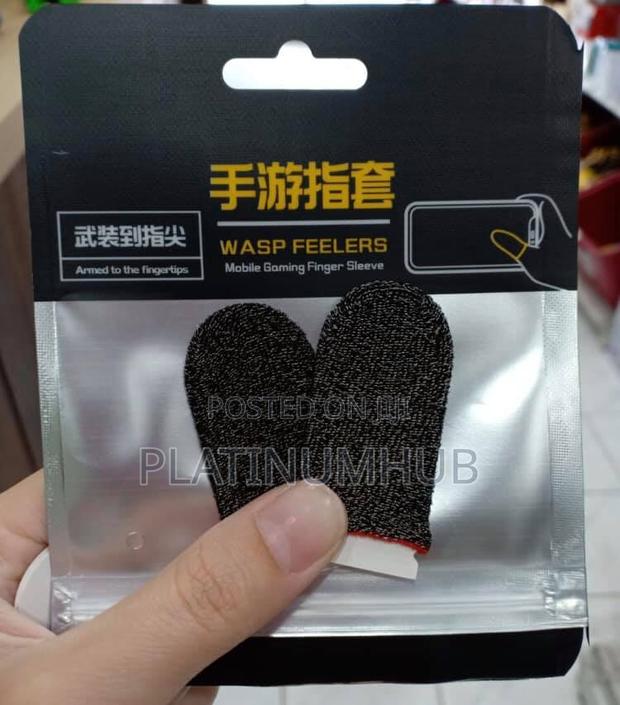 手游指套
武装到指尖
Armed to the fingertips
WASP FEELERS
Mobile Gaming Finger Sleeve
POSTED ON JIJI
PLATINUMHUB